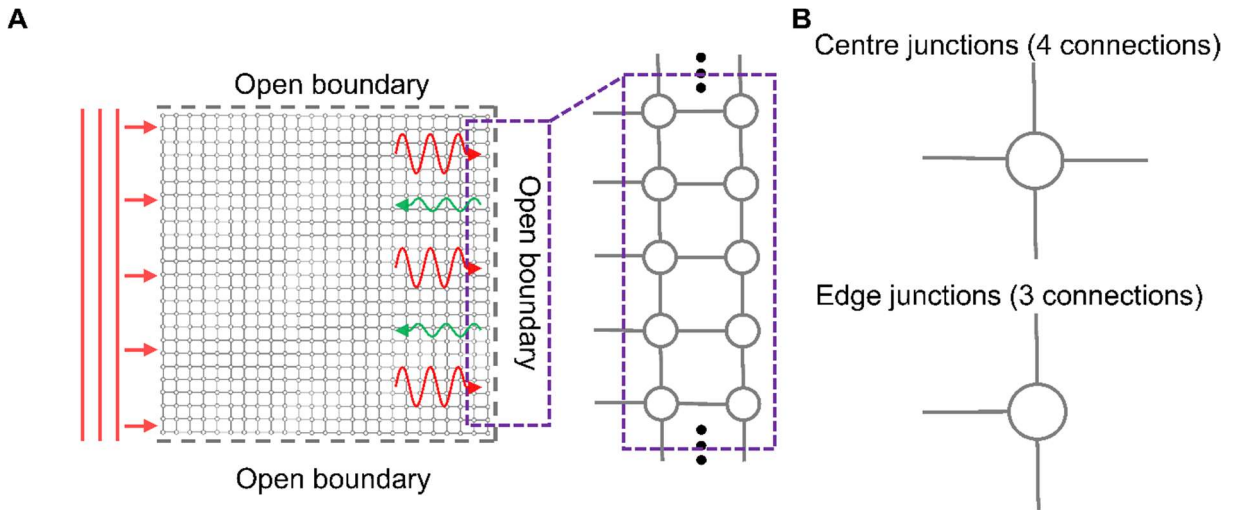 A
Open boundary
Open boundary
Open boundary
B
Centre junctions (4 connections)
Edge junctions (3 connections)